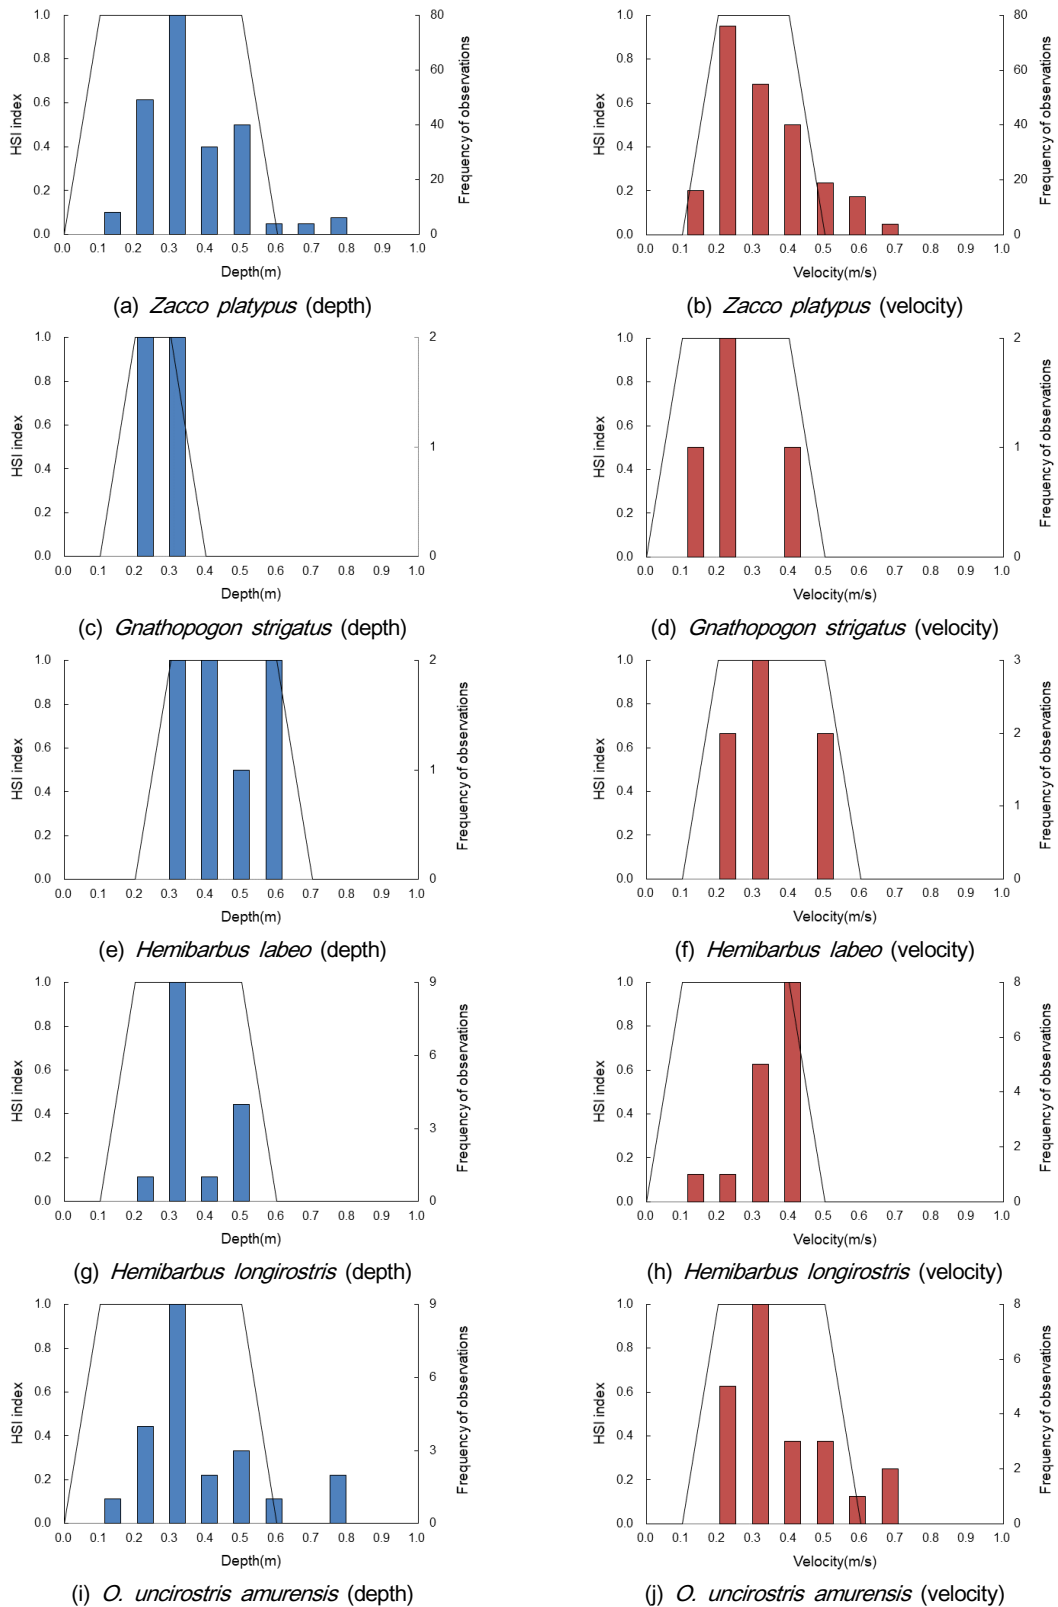 1.0 0.8 0.6 0.4 0.2 0.0
HSI index
80 60 40 20 0
Frequency of observations
0.0 0.1 0.2 0.3 0.4 0.5 0.6 0.7 0.8 0.9 1.0
Depth(m)
(a) Zacco platypus (depth)
1.0 0.8 0.6 0.4 0.2 0.0
HSI index
80 60 40 20 0
Frequency of observations
0.0 0.1 0.2 0.3 0.4 0.5 0.6 0.7 0.8 0.9 1.0
Velocity(m/s)
(b) Zacco platypus (velocity)
1.0 0.8 0.6 0.4 0.2 0.0
HSI index
2 1 0
Frequency of observations
0.0 0.1 0.2 0.3 0.4 0.5 0.6 0.7 0.8 0.9 1.0
Depth(m)
(c) Gnathopogon strigatus (depth)
1.0 0.8 0.6 0.4 0.2 0.0
HSI index
2 1 0
Frequency of observations
0.0 0.1 0.2 0.3 0.4 0.5 0.6 0.7 0.8 0.9 1.0
Velocity(m/s)
(d) Gnathopogon strigatus (velocity)
1.0 0.8 0.6 0.4 0.2 0.0
HSI index
2 1 0
Frequency of observations
0.0 0.1 0.2 0.3 0.4 0.5 0.6 0.7 0.8 0.9 1.0
Depth(m)
(e) Hemibarbus labeo (depth)
1.0 0.8 0.6 0.4 0.2 0.0
HSI index
3 2 1 0
Frequency of observations
0.0 0.1 0.2 0.3 0.4 0.5 0.6 0.7 0.8 0.9 1.0
Velocity(m/s)
(f) Hemibarbus labeo (velocity)
1.0 0.8 0.6 0.4 0.2 0.0
HSI index
9 6 3 0
Frequency of observations
0.0 0.1 0.2 0.3 0.4 0.5 0.6 0.7 0.8 0.9 1.0
Depth(m)
(g) Hemibarbus longirostris (depth)
1.0 0.8 0.6 0.4 0.2 0.0
HSI index
8 6 4 2 0
Frequency of observations
0.0 0.1 0.2 0.3 0.4 0.5 0.6 0.7 0.8 0.9 1.0
Velocity(m/s)
(h) Hemibarbus longirostris (velocity)
1.0 0.8 0.6 0.4 0.2 0.0
HSI index
9 6 3 0
Frequency of observations
0.0 0.1 0.2 0.3 0.4 0.5 0.6 0.7 0.8 0.9 1.0
Depth(m)
(i) O. uncirostris amurensis (depth)
1.0 0.8 0.6 0.4 0.2 0.0
HSI index
8 6 4 2 0
Frequency of observations
0.0 0.1 0.2 0.3 0.4 0.5 0.6 0.7 0.8 0.9 1.0
Velocity(m/s)
(j) O. uncirostris amurensis (velocity)